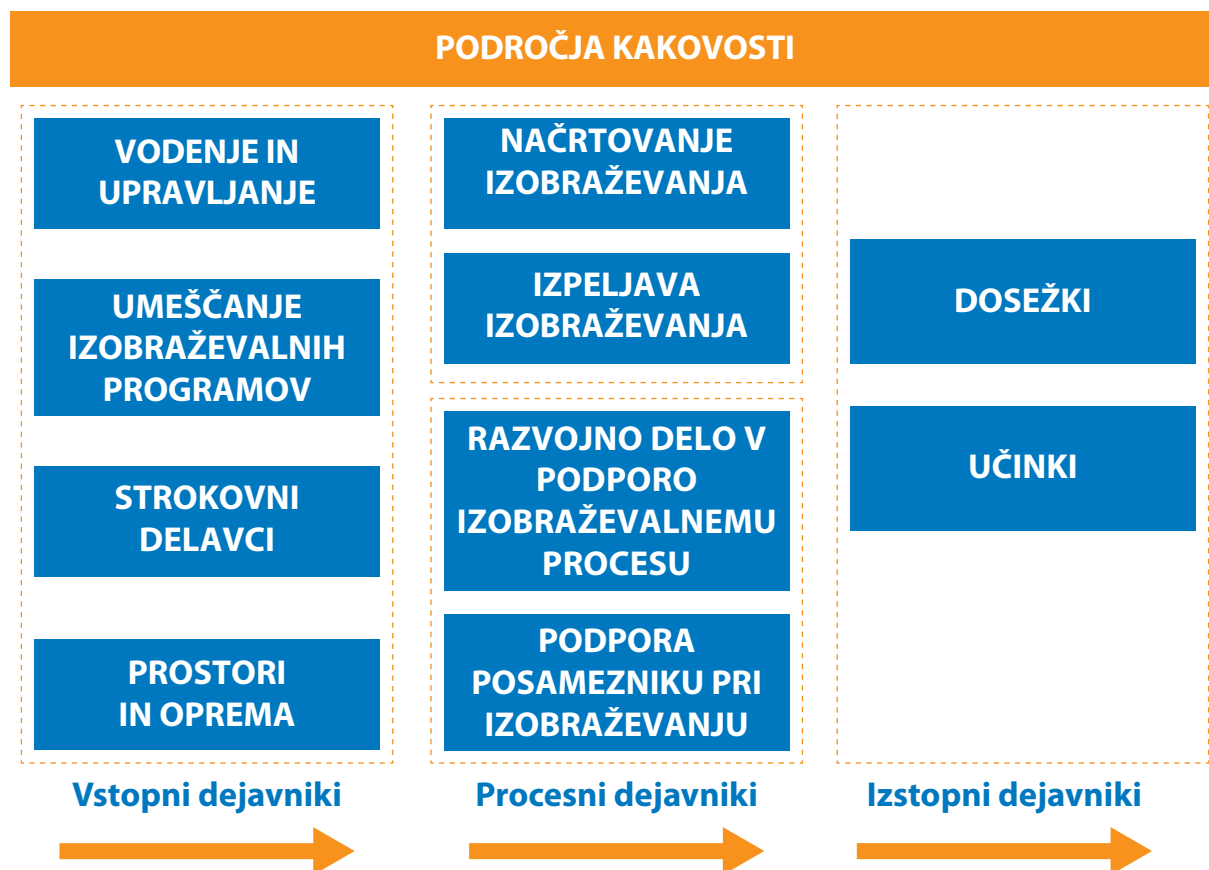 PODROČJA KAKOVOSTI
VODENJE IN
UPRAVLJANJE
UMEŠČANJE
IZOBRAŽEVALNIH
PROGRAMOV
STROKOVNI
DELAVCI
PROSTORI
IN OPREMA
Vstopni dejavniki
NAČRTOVANJE
IZOBRAŽEVANJA
IZPELJAVA
IZOBRAŽEVANJA
RAZVOJNO DELO V
PODPORO
IZOBRAŽEVALNEMU
PROCESU
PODPORA
POSAMEZNIKU PRI
IZOBRAŽEVANJU
Procesni dejavniki
DOSEŽKI
UČINKI
Izstopni dejavniki